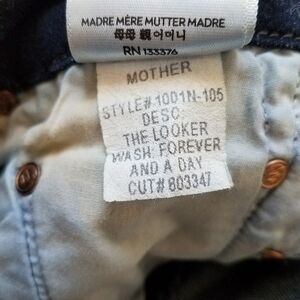 MADRE MÈRE MUTTER MADRE
母母親어머니
RN 133376
MOTHER
STYLE# 1001N-105
DESC:
THE LOOKER
WASH: FOREVER
AND A DAY
CUT# 803347